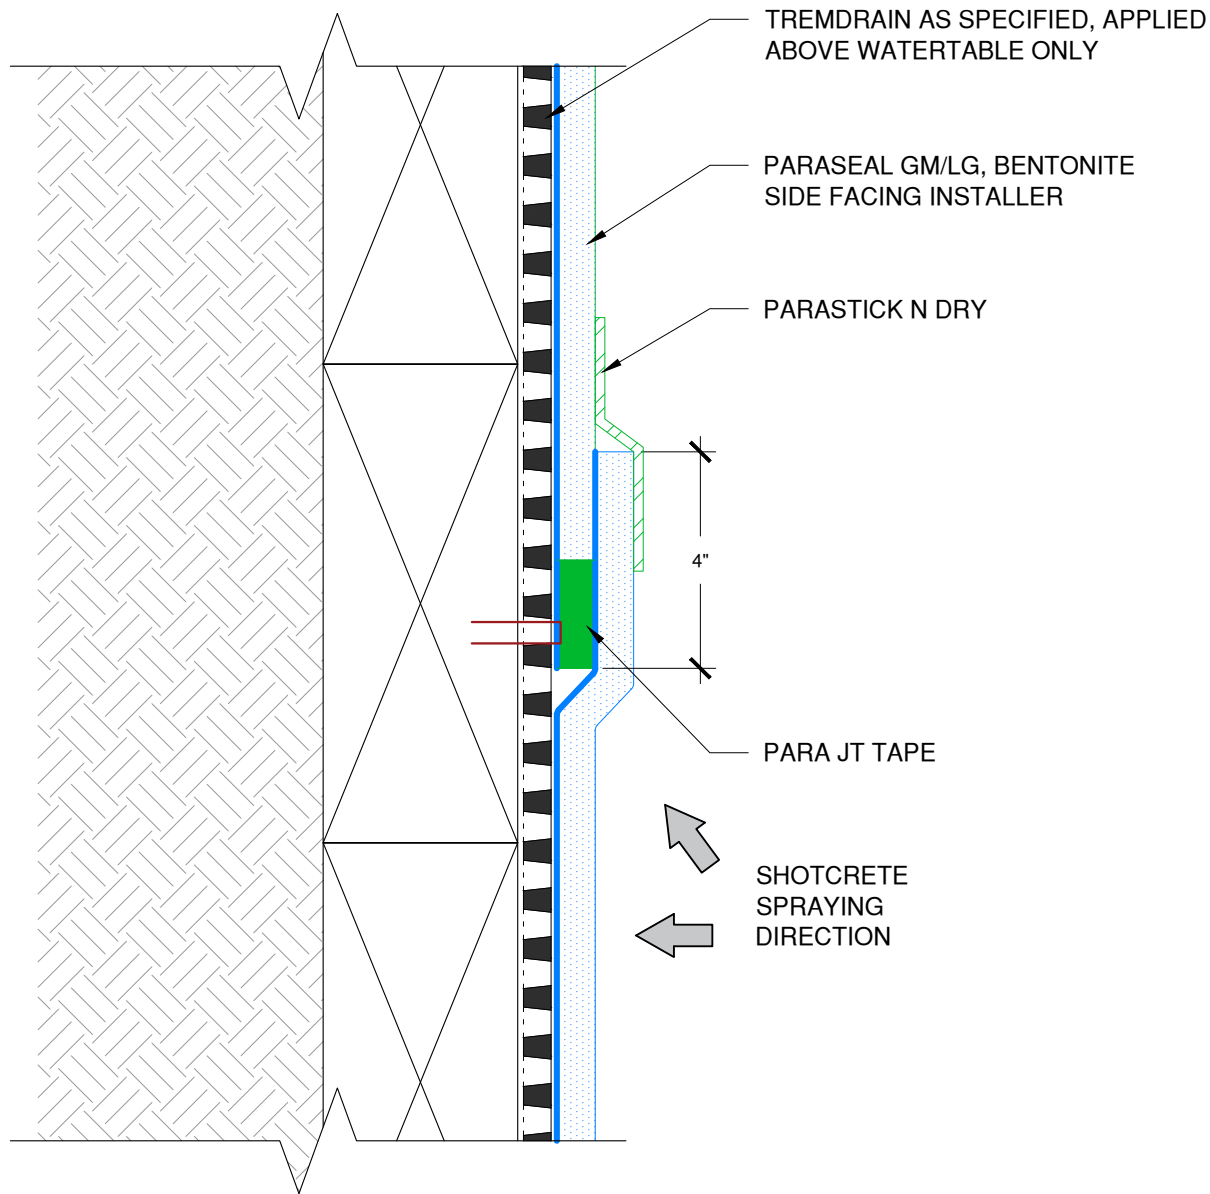 TREMDRAIN AS SPECIFIED, APPLIED
ABOVE WATERTABLE ONLY
PARASEAL GM/LG, BENTONITE
SIDE FACING INSTALLER
PARASTICK N DRY
4"
PARA JT TAPE
SHOTCRETE
SPRAYING
DIRECTION